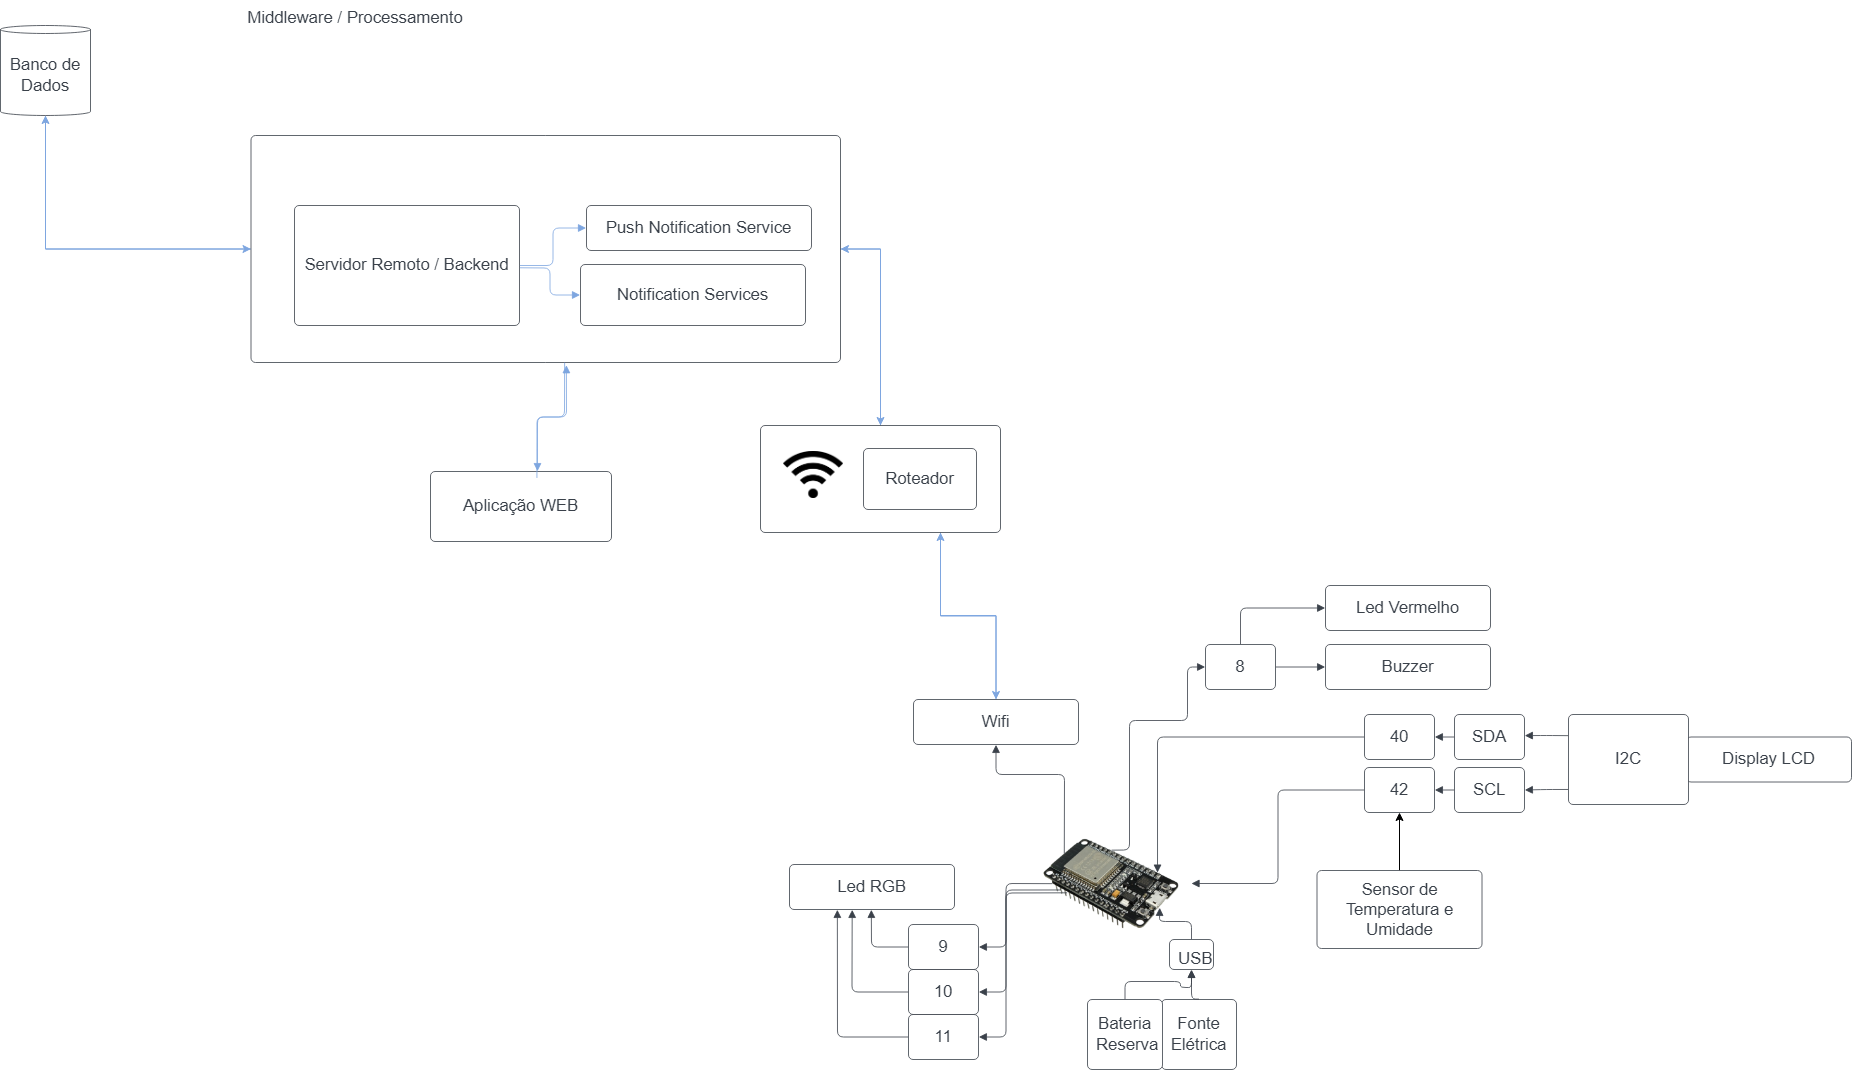 Middleware / Processamento
Banco de
Dados
Servidor Remoto / Backend
Push Notification Service
Notification Services
Aplicação WEB
Roteador
Wifi
Led Vermelho
8
Buzzer
40
SDA
I2C
Display LCD
42
SCL
Sensor de
Temperatura e
Umidade
Led RGB
9
10
11
USB
Bateria
Reserva
Fonte
Elétrica